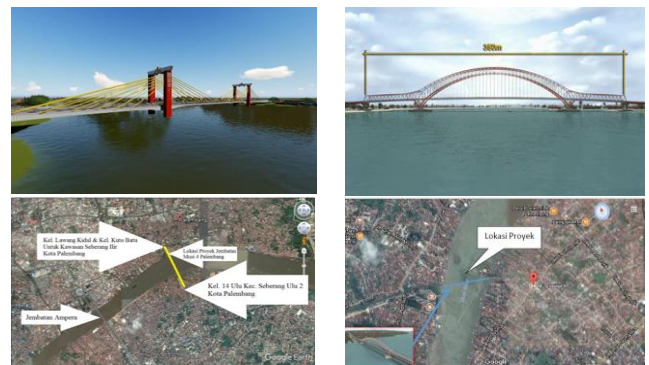 350m
Kel. Lawang Kidul & Kel. Kuto Batu
Untuk Kawasan Seberang Ilir
Kota Palembang
Lokasi Proyek Jembatan
Musi 4 Palembang
Kel. 14 Ulu Kec. Seberang Ulu 2
Kota Palembang
Jembatan Ampera
Google Earth
Lokasi Proyek
Google